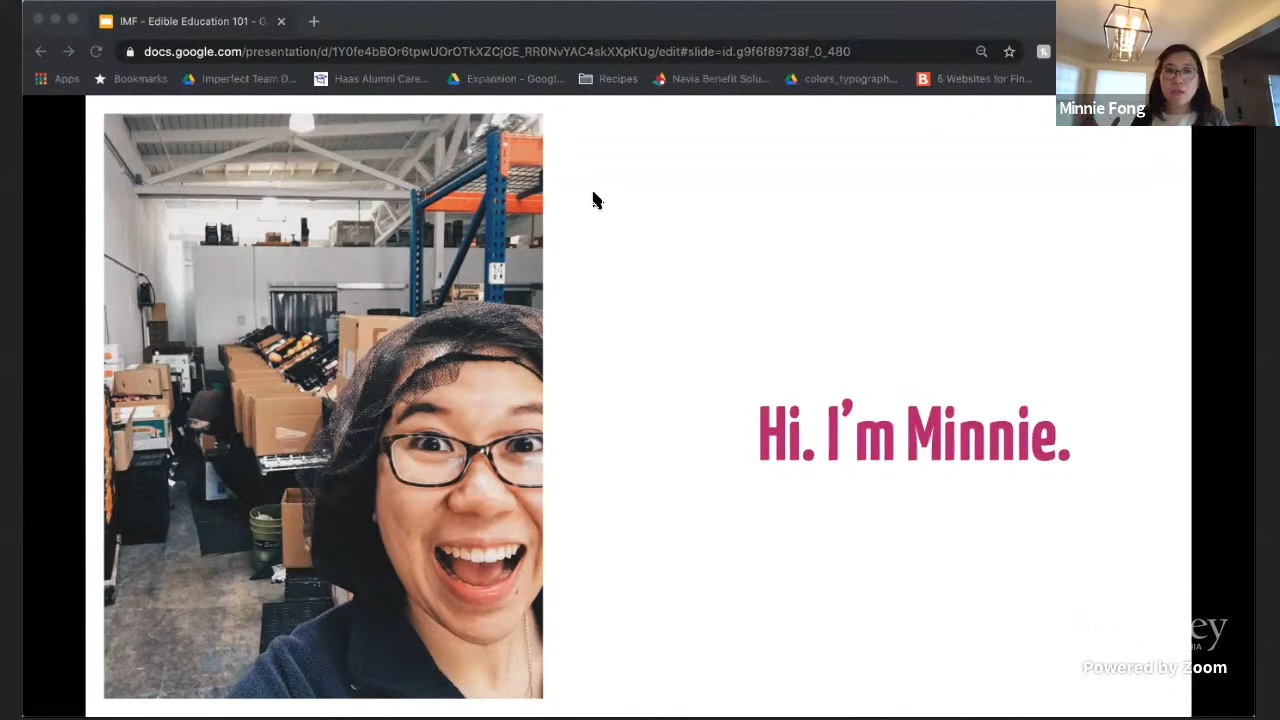 IMF - Edible Education 101 - G
docs.google.com/presentation/d/1Y0fe4bBOr6tpwUOrOTkXZCjGE_RR0NvYAC4skXXpKUg/edit#slide=id.g9f6f89738f_0_480
Apps
Bookmarks
Imperfect Team D...
Haas Alumni Care...
Expansion - Googl...
Recipes
Navia Benefit Solu...
colors_typograph...
6 Websites for Fin...
Minnie Fong
Hi. I’m Minnie.
Powered by Zoom